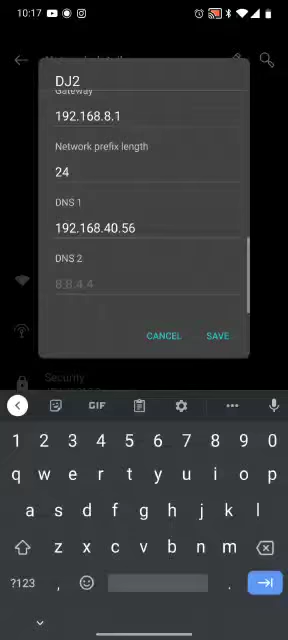 10:17
DJ2
Gateway
192.168.8.1
Network prefix length
24
DNS 1
192.168.40.56
DNS 2
8.8.4.4
CANCEL SAVE
Security
GIF
1 2 3 4 5 6 7 8 9 0
q w e r t y u i o p
a s d f g h j k l
z x c v b n m
?123 , .